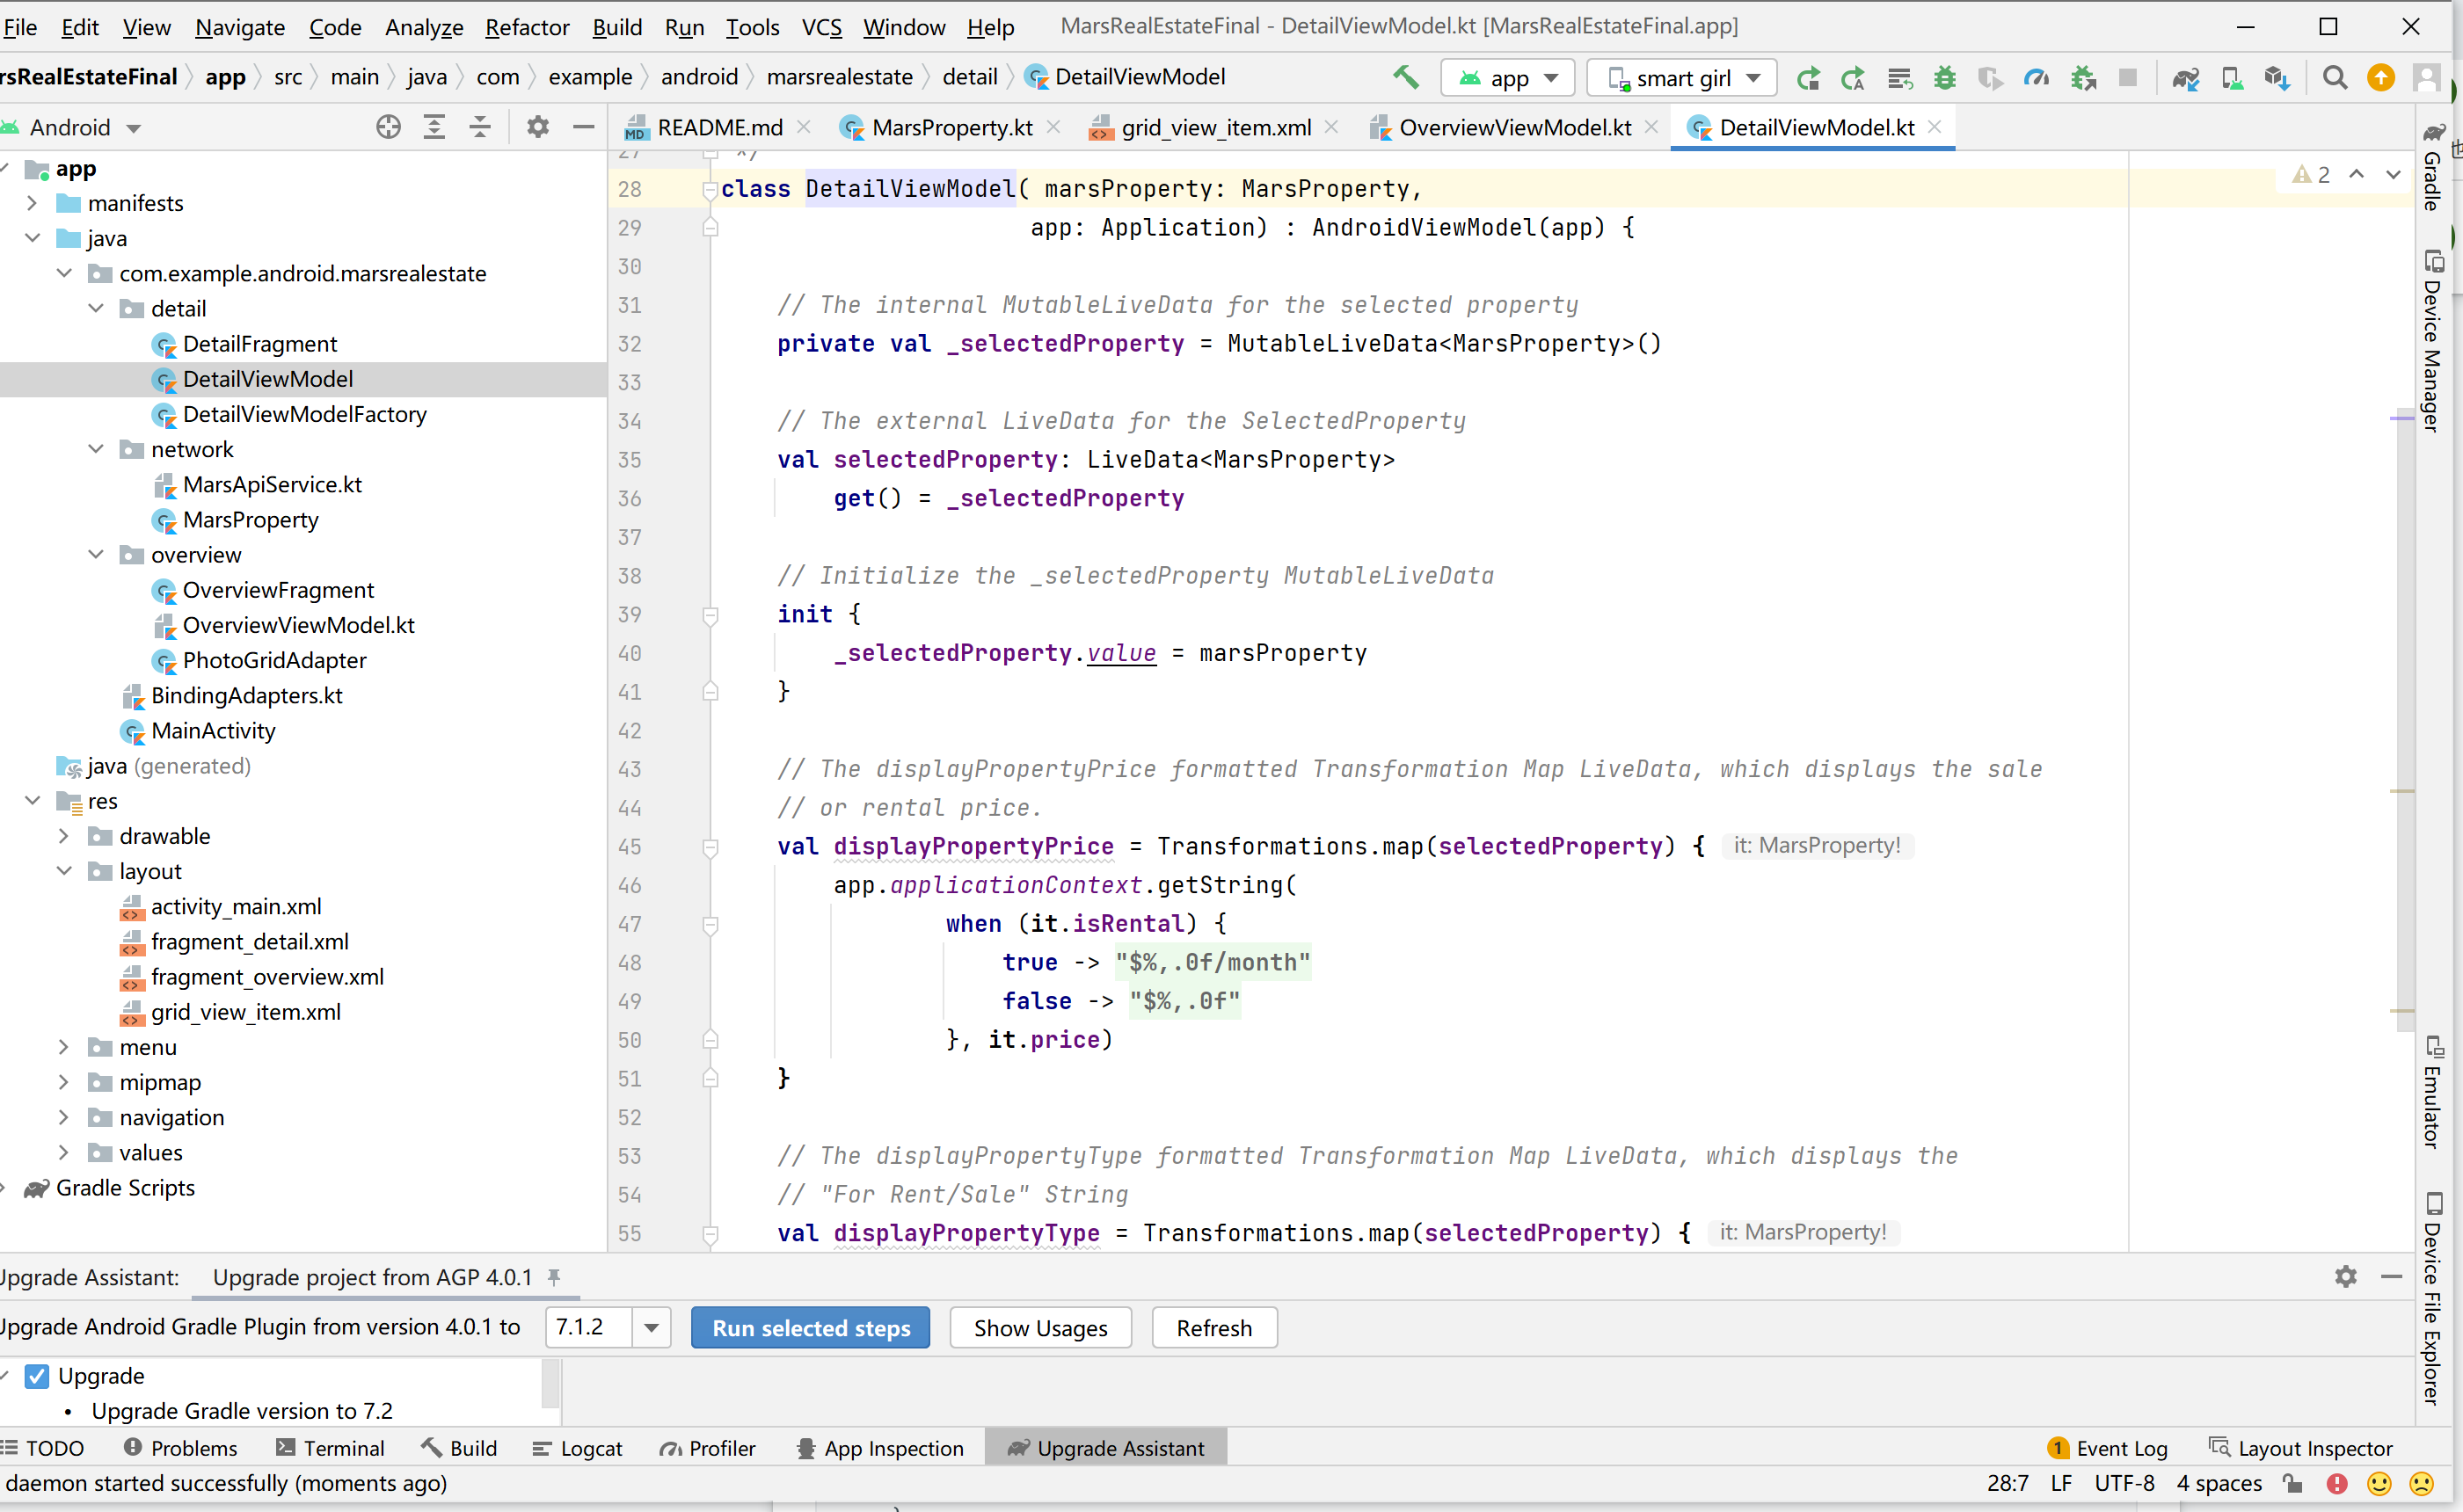 File Edit View Navigate Code Analyze Refactor Build Run Tools VCS Window Help MarsRealEstateFinal - DetailViewModel.kt [MarsRealEstateFinal.app]
rsRealEstateFinal app src main java com example android marsrealestate detail DetailViewModel app smart girl
Android
README.md MarsProperty.kt grid_view_item.xml OverviewViewModel.kt DetailViewModel.kt
app
manifests
java
com.example.android.marsrealestate
detail
DetailFragment
DetailViewModel
DetailViewModelFactory
network
MarsApiService.kt
MarsProperty
overview
OverviewFragment
OverviewViewModel.kt
PhotoGridAdapter
BindingAdapters.kt
MainActivity
java (generated)
res
drawable
layout
activity_main.xml
fragment_detail.xml
fragment_overview.xml
grid_view_item.xml
menu
mipmap
navigation
values
Gradle Scripts
27 */
28 class DetailViewModel( marsProperty: MarsProperty,
29 app: Application) : AndroidViewModel(app) {
30
31 // The internal MutableLiveData for the selected property
32 private val _selectedProperty = MutableLiveData<MarsProperty>()
33
34 // The external LiveData for the SelectedProperty
35 val selectedProperty: LiveData<MarsProperty>
36 get() = _selectedProperty
37
38 // Initialize the _selectedProperty MutableLiveData
39 init {
40 _selectedProperty.value = marsProperty
41 }
42
43 // The displayPropertyPrice formatted Transformation Map LiveData, which displays the sale
44 // or rental price.
45 val displayPropertyPrice = Transformations.map(selectedProperty) { it: MarsProperty!
46 app.applicationContext.getString(
47 when (it.isRental) {
48 true -> "$%,.0f/month"
49 false -> "$%,.0f"
50 }, it.price)
51 }
52
53 // The displayPropertyType formatted Transformation Map LiveData, which displays the
54 // "For Rent/Sale" String
55 val displayPropertyType = Transformations.map(selectedProperty) { it: MarsProperty!
2
Gradle
Device Manager
Emulator
Device File Explorer
Upgrade Assistant: Upgrade project from AGP 4.0.1
Upgrade Android Gradle Plugin from version 4.0.1 to 7.1.2 Run selected steps Show Usages Refresh
Upgrade
• Upgrade Gradle version to 7.2
TODO Problems Terminal Build Logcat Profiler App Inspection Upgrade Assistant 1 Event Log Layout Inspector
daemon started successfully (moments ago) 28:7 LF UTF-8 4 spaces